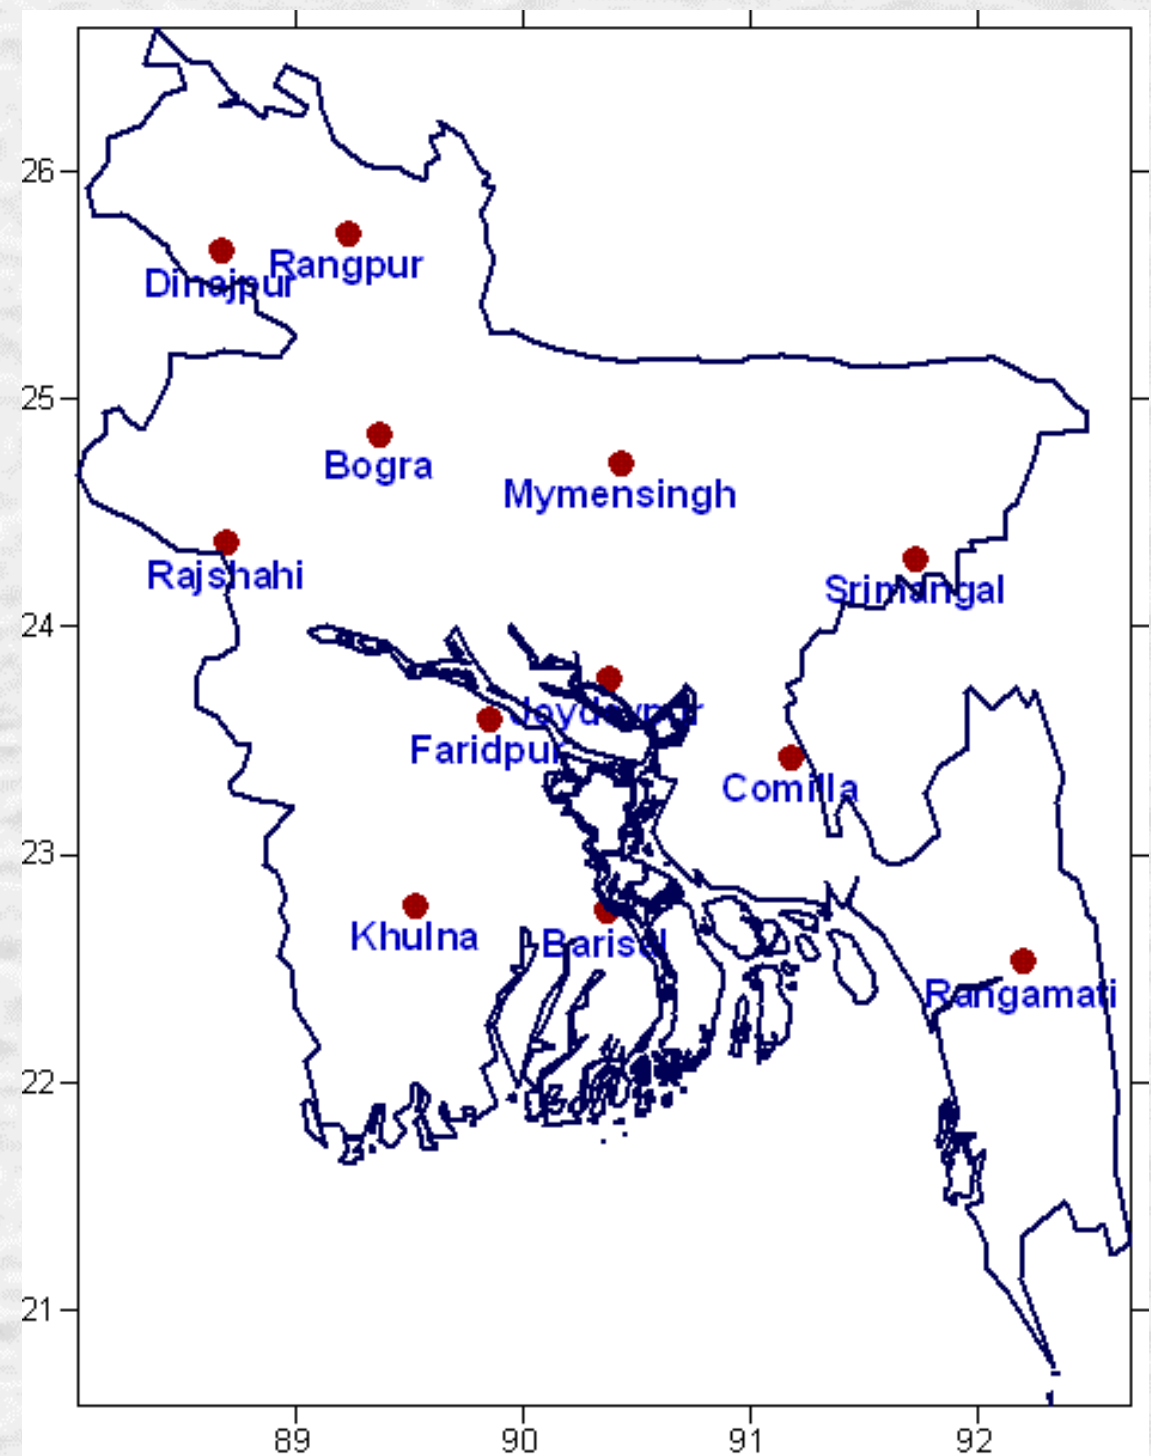 26
Rangpur
Dinajpur
25
Bogra
Mymensingh
Rajshahi
Srimangal
24
Joydevpur
Faridpur
Comilla
23
Khulna
Barisal
Rangamati
22
21
89
90
91
92